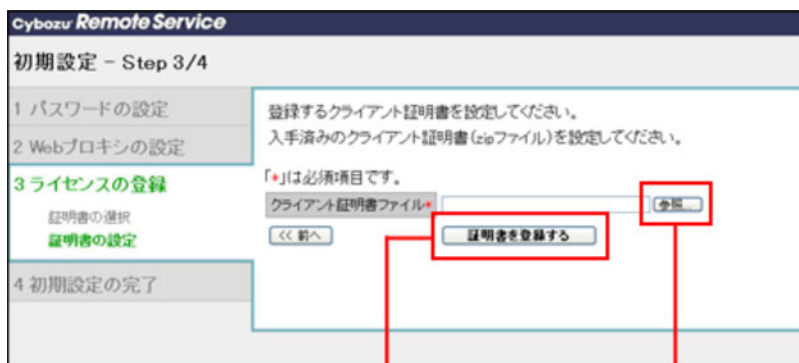 Cybozu Remote Service
初期設定 - Step 3/4
1 パスワードの設定
2 Webプロキシの設定
3 ライセンスの登録
証明書の選択
証明書の設定
4 初期設定の完了
登録するクライアント証明書を設定してください。
入手済みのクライアント証明書(zipファイル)を設定してください。
「*」は必須項目です。
クライアント証明書ファイル*
参照...
<< 前へ
証明書を登録する